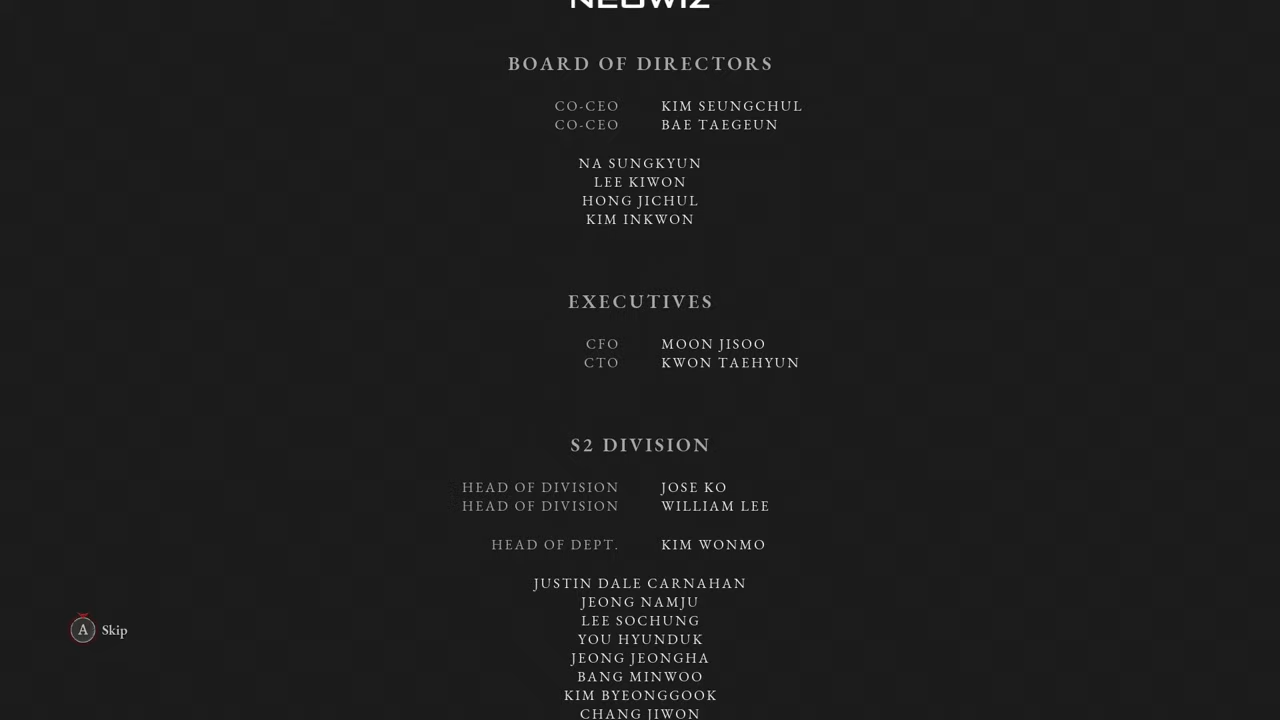 NEOWIZ
BOARD OF DIRECTORS
CO-CEO KIM SEUNGCHUL
CO-CEO BAE TAEGEUN
NA SUNGKYUN
LEE KIWON
HONG JICHUL
KIM INKWON
EXECUTIVES
CFO MOON JISOO
CTO KWON TAEHYUN
S2 DIVISION
HEAD OF DIVISION JOSE KO
HEAD OF DIVISION WILLIAM LEE
HEAD OF DEPT. KIM WONMO
JUSTIN DALE CARNAHAN
JEONG NAMJU
LEE SOCHUNG
YOU HYUNDUK
JEONG JEONGHA
BANG MINWOO
KIM BYEONGGOOK
CHANG JIWON
A Skip